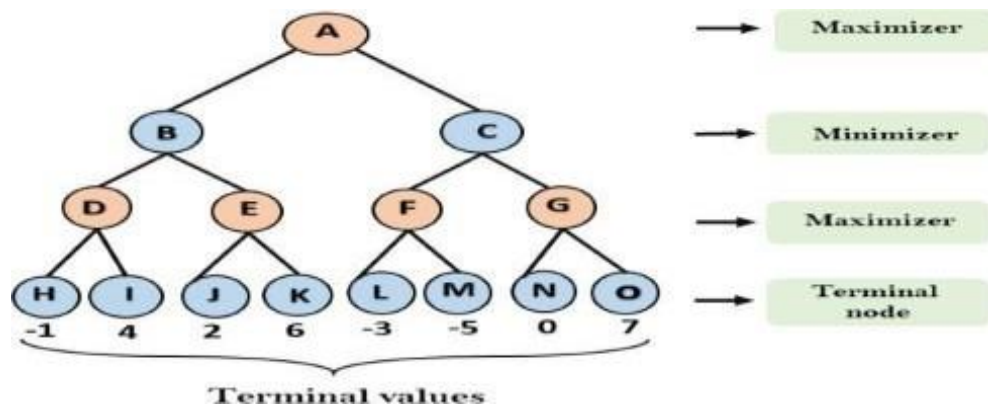 A
Maximizer
B C
Minimizer
D E F G
Maximizer
H I J K L M N O
Terminal
node
-1 4 2 6 -3 -5 0 7
Terminal values